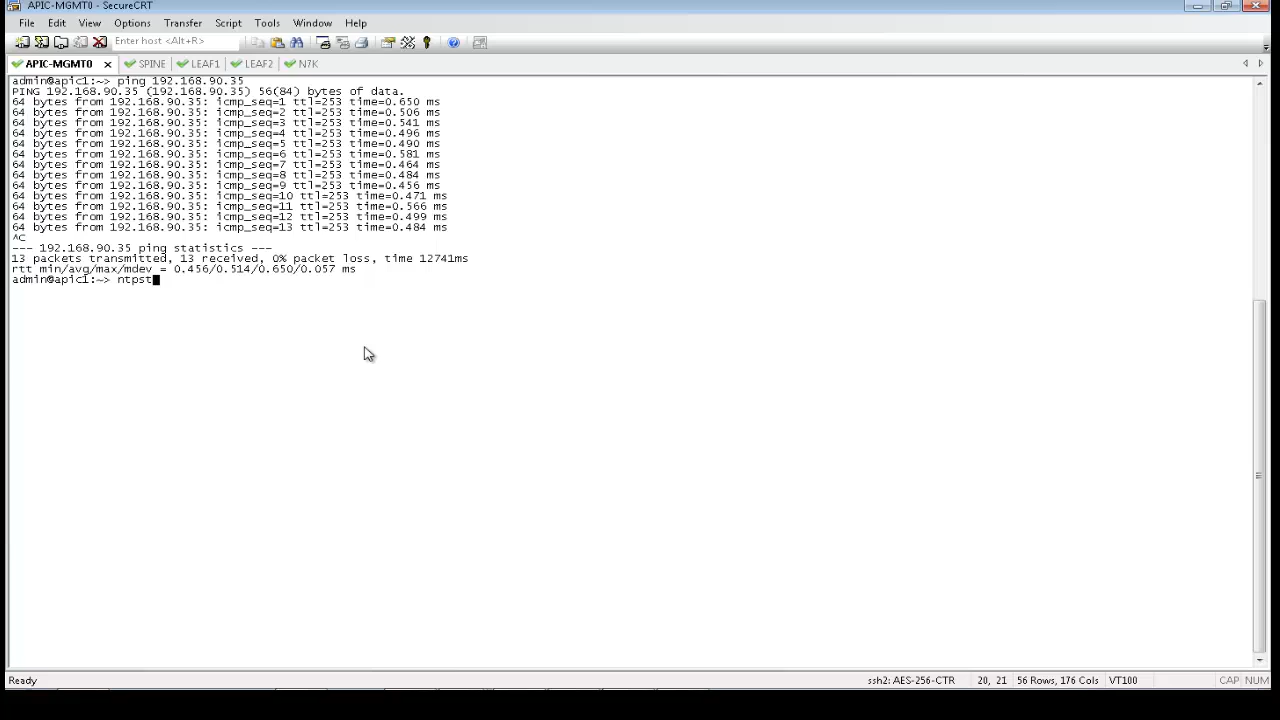 APIC-MGMT0 - SecureCRT
File Edit View Options Transfer Script Tools Window Help
Enter host <Alt+R>
APIC-MGMT0 SPINE LEAF1 LEAF2 N7K
admin@apic1:~> ping 192.168.90.35
PING 192.168.90.35 (192.168.90.35) 56(84) bytes of data.
64 bytes from 192.168.90.35: icmp_seq=1 ttl=253 time=0.650 ms
64 bytes from 192.168.90.35: icmp_seq=2 ttl=253 time=0.506 ms
64 bytes from 192.168.90.35: icmp_seq=3 ttl=253 time=0.541 ms
64 bytes from 192.168.90.35: icmp_seq=4 ttl=253 time=0.496 ms
64 bytes from 192.168.90.35: icmp_seq=5 ttl=253 time=0.490 ms
64 bytes from 192.168.90.35: icmp_seq=6 ttl=253 time=0.581 ms
64 bytes from 192.168.90.35: icmp_seq=7 ttl=253 time=0.464 ms
64 bytes from 192.168.90.35: icmp_seq=8 ttl=253 time=0.484 ms
64 bytes from 192.168.90.35: icmp_seq=9 ttl=253 time=0.456 ms
64 bytes from 192.168.90.35: icmp_seq=10 ttl=253 time=0.471 ms
64 bytes from 192.168.90.35: icmp_seq=11 ttl=253 time=0.566 ms
64 bytes from 192.168.90.35: icmp_seq=12 ttl=253 time=0.499 ms
64 bytes from 192.168.90.35: icmp_seq=13 ttl=253 time=0.484 ms
^C
--- 192.168.90.35 ping statistics ---
13 packets transmitted, 13 received, 0% packet loss, time 12741ms
rtt min/avg/max/mdev = 0.456/0.514/0.650/0.057 ms
admin@apic1:~> ntpst
Ready ssh2: AES-256-CTR 20, 21 56 Rows, 176 Cols VT100 CAP NUM